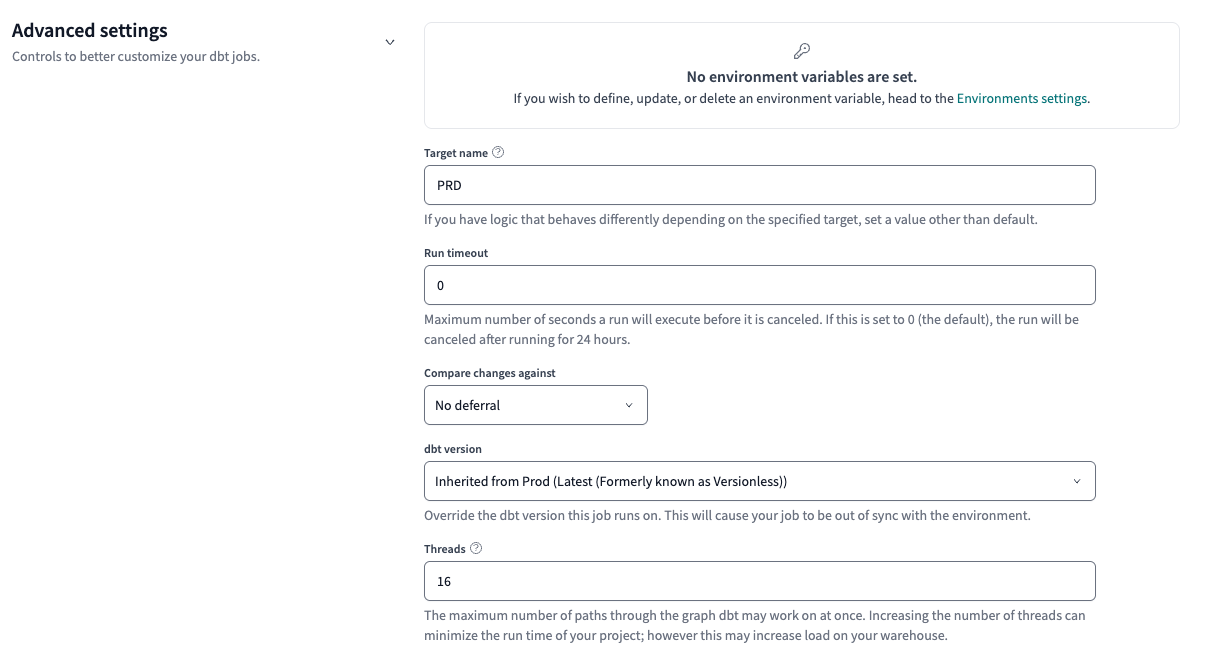 Advanced settings
Controls to better customize your dbt jobs.
No environment variables are set.
If you wish to define, update, or delete an environment variable, head to the Environments settings.
Target name
PRD
If you have logic that behaves differently depending on the specified target, set a value other than default.
Run timeout
0
Maximum number of seconds a run will execute before it is canceled. If this is set to 0 (the default), the run will be
canceled after running for 24 hours.
Compare changes against
No deferral
dbt version
Inherited from Prod (Latest (Formerly known as Versionless))
Override the dbt version this job runs on. This will cause your job to be out of sync with the environment.
Threads
16
The maximum number of paths through the graph dbt may work on at once. Increasing the number of threads can
minimize the run time of your project; however this may increase load on your warehouse.